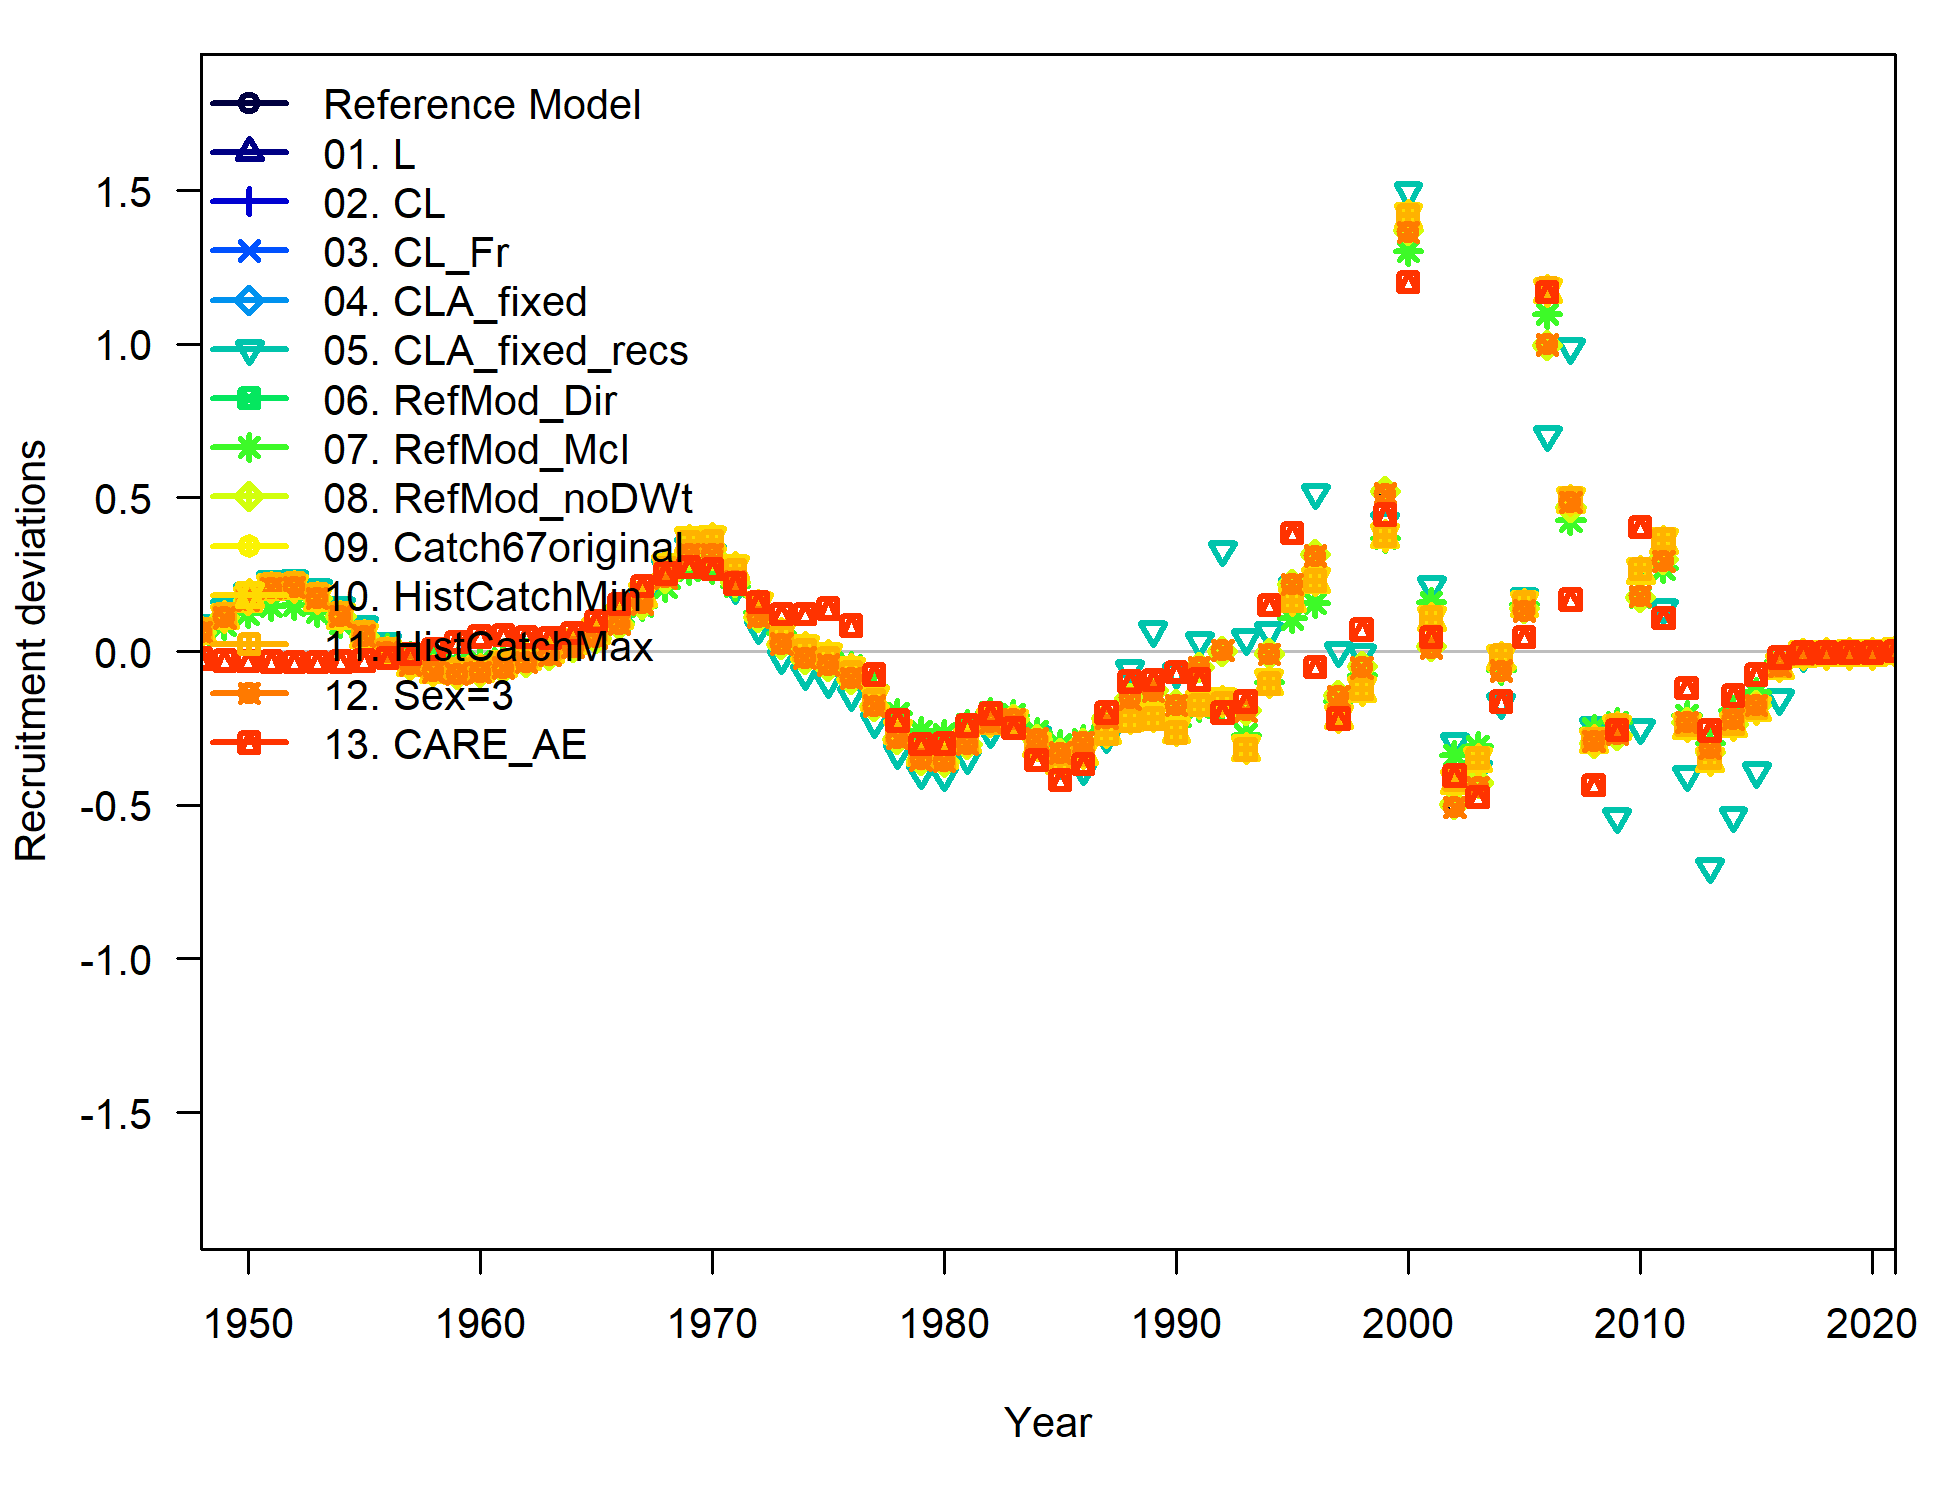 Reference Model
01. L
02. CL
03. CL_Fr
04. CLA_fixed
05. CLA_fixed_recs
06. RefMod_Dir
07. RefMod_McI
08. RefMod_noDWt
09. Catch67original
10. HistCatchMin
11. HistCatchMax
12. Sex=3
13. CARE_AE
Recruitment deviations
1.5
1.0
0.5
0.0
-0.5
-1.0
-1.5
1950 1960 1970 1980 1990 2000 2010 2020
Year